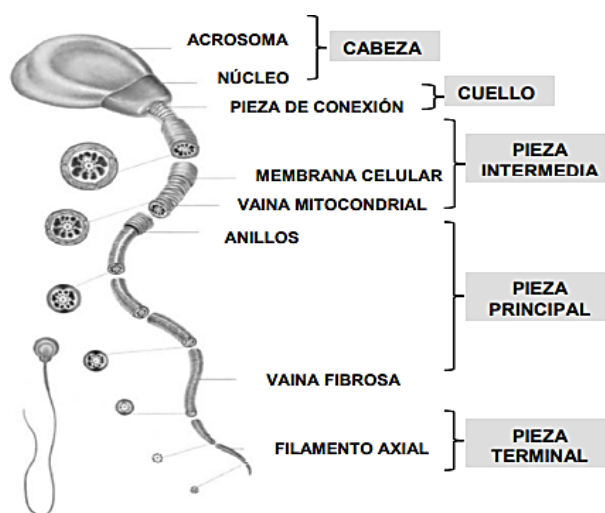 ACROSOMA
CABEZA
NÚCLEO
PIEZA DE CONEXIÓN
CUELLO
MEMBRANA CELULAR
VAINA MITOCONDRIAL
PIEZA
INTERMEDIA
ANILLOS
VAINA FIBROSA
PIEZA
PRINCIPAL
FILAMENTO AXIAL
PIEZA
TERMINAL